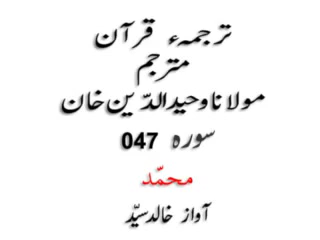 ترجمہء قرآن
مترجم
مولانا وحیدالدّین خان
سورہ 047
محمّد
آواز خالد سیّد